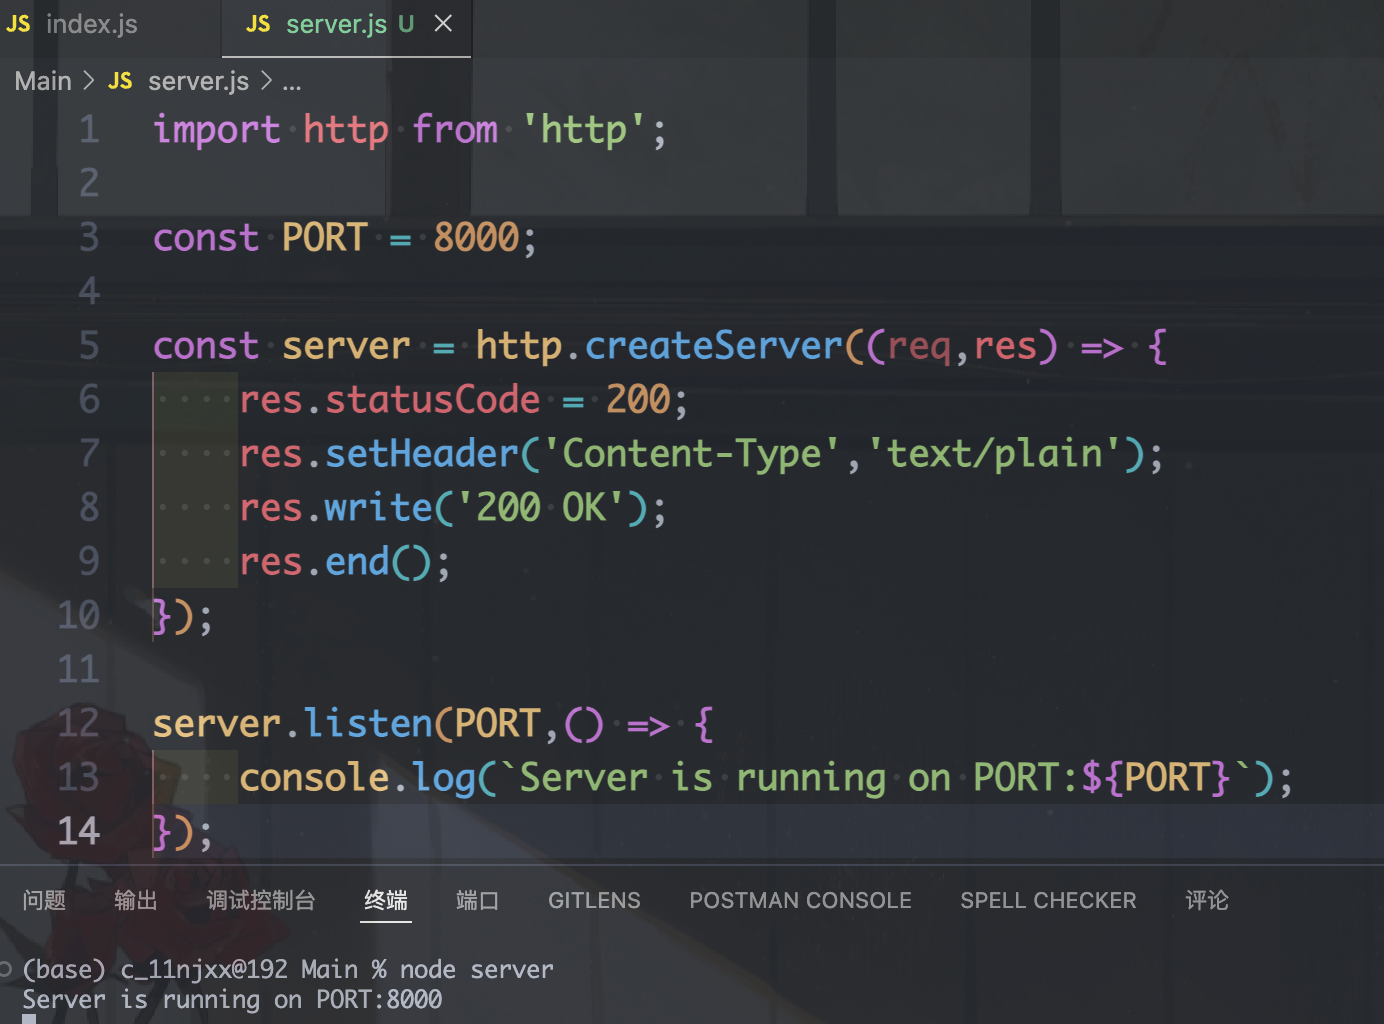 JS index.js JS server.js U
Main > JS server.js > ...
1 import http from 'http';
2
3 const PORT = 8000;
4
5 const server = http.createServer((req,res) => {
6 res.statusCode = 200;
7 res.setHeader('Content-Type','text/plain');
8 res.write('200 OK');
9 res.end();
10 });
11
12 server.listen(PORT,() => {
13 console.log(`Server is running on PORT:${PORT}`);
14 });
问题 输出 调试控制台 终端 端口 GITLENS POSTMAN CONSOLE SPELL CHECKER 评论
(base) c_11njxx@192 Main % node server
Server is running on PORT:8000